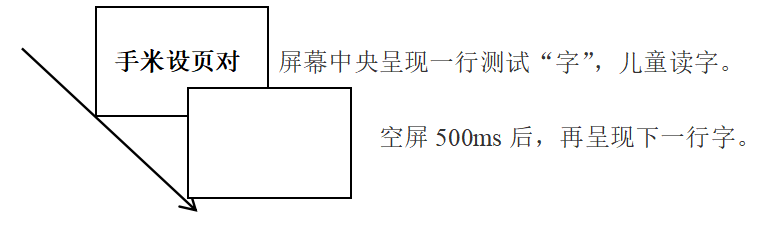 手米设页对
屏幕中央呈现一行测试“字”，儿童读字。
空屏 500ms 后，再呈现下一行字。